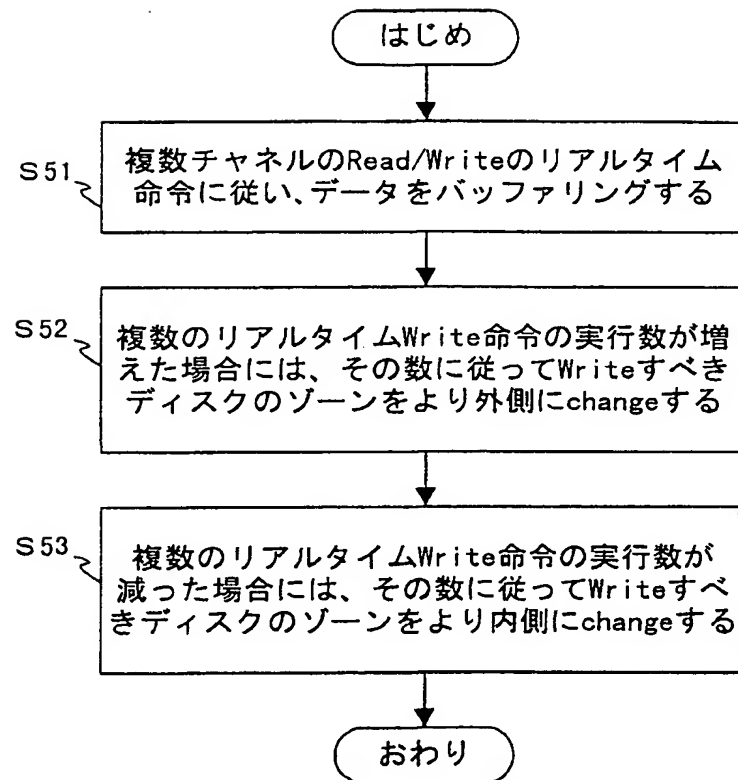 はじめ
S51
複数チャネルのRead/Writeのリアルタイム
命令に従い、データをバッファリングする
S52
複数のリアルタイムWrite命令の実行数が増
えた場合には、その数に従ってWriteすべき
ディスクのゾーンをより外側にchangeする
S53
複数のリアルタイムWrite命令の実行数が
減った場合には、その数に従ってWriteすべ
きディスクのゾーンをより内側にchangeする
おわり